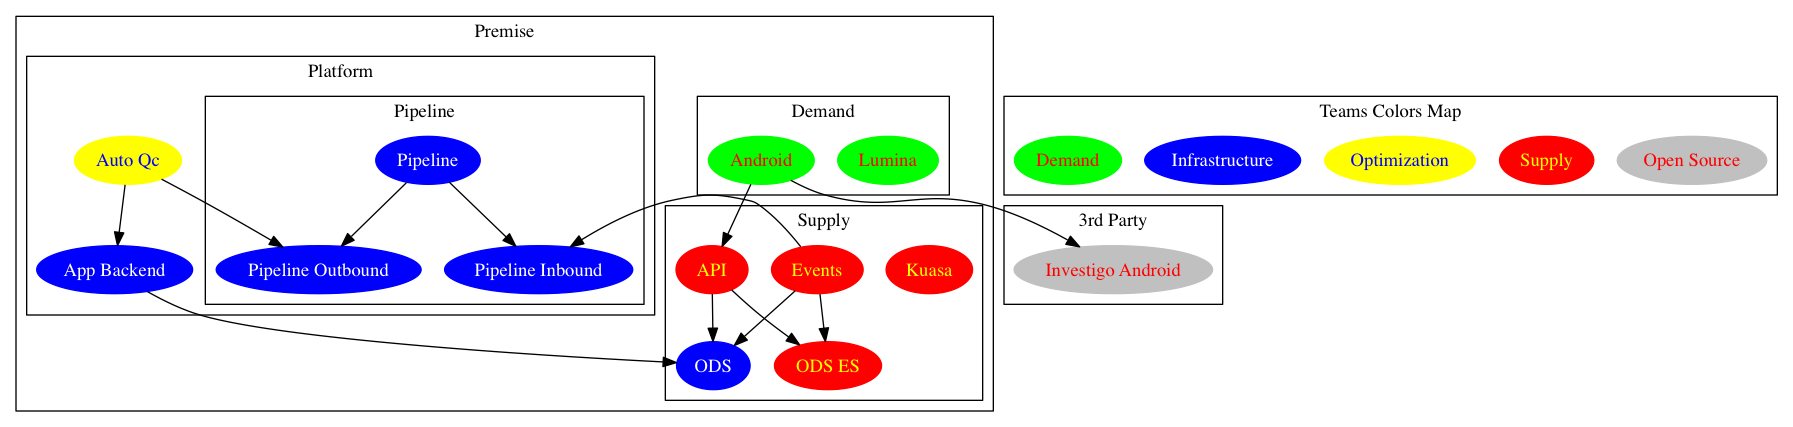 Premise
Platform
Pipeline
Demand
Teams Colors Map
Auto Qc
Pipeline
Android
Lumina
Demand
Infrastructure
Optimization
Supply
Open Source
Supply
3rd Party
App Backend
Pipeline Outbound
Pipeline Inbound
API
Events
Kuasa
Investigo Android
ODS
ODS ES